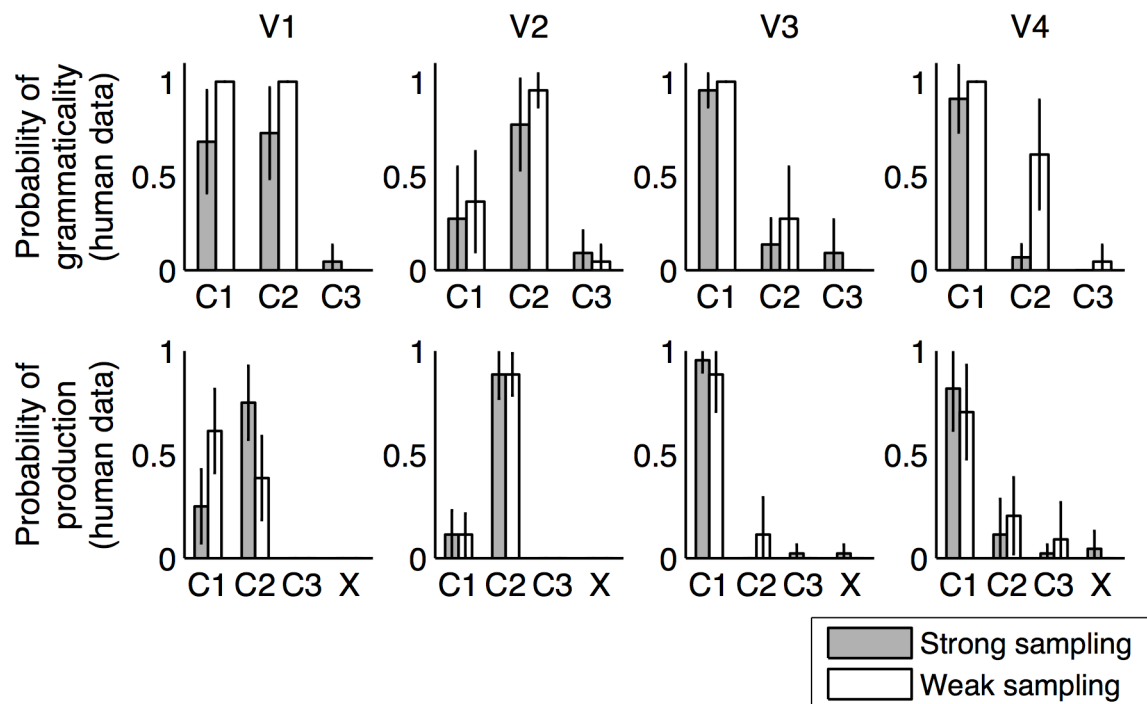 V1 V2 V3 V4
Probability of
grammaticality
(human data)
1 1 1 1
0.5 0.5 0.5 0.5
0 0 0 0
C1 C2 C3 C1 C2 C3 C1 C2 C3 C1 C2 C3
Probability of
production
(human data)
1 1 1 1
0.5 0.5 0.5 0.5
0 0 0 0
C1 C2 C3 X C1 C2 C3 X C1 C2 C3 X C1 C2 C3 X
Strong sampling
Weak sampling